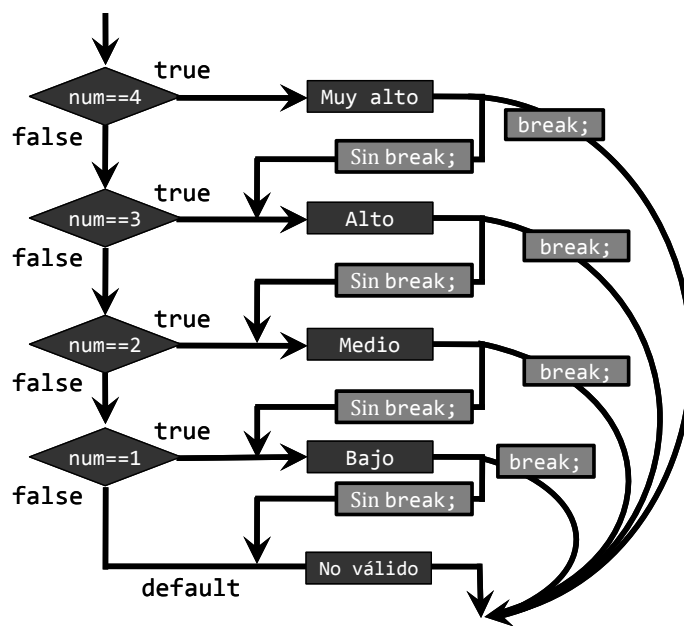 true
num==4
Muy alto
break;
false
Sin break;
true
num==3
Alto
break;
false
Sin break;
true
num==2
Medio
break;
false
Sin break;
true
num==1
Bajo
break;
false
Sin break;
No válido
default